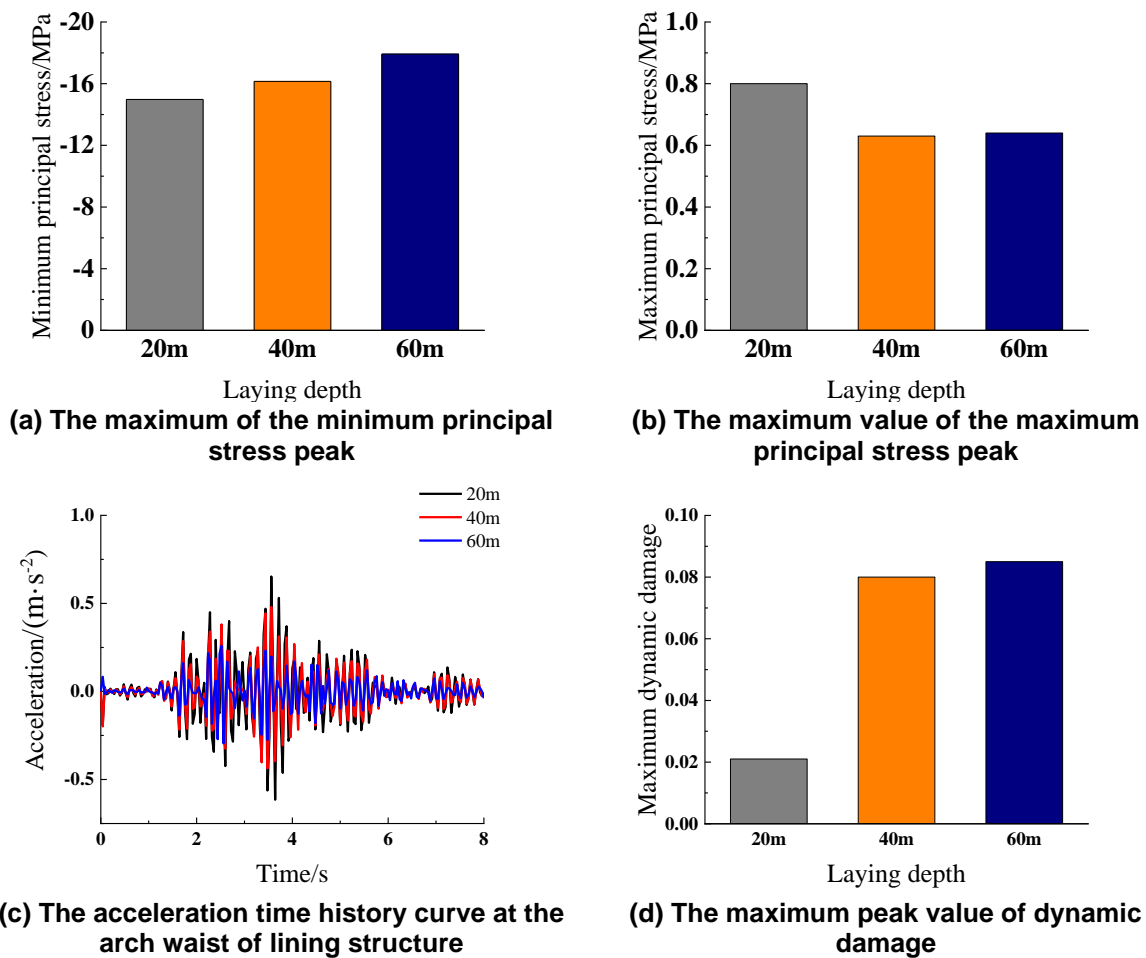 -20
-16
-12
-8
-4
0
Minimum principal stress/MPa
20m 40m 60m
Laying depth
(a) The maximum of the minimum principal
stress peak
1.0
0.8
0.6
0.4
0.2
0.0
Maximum principal stress/MPa
20m 40m 60m
Laying depth
(b) The maximum value of the maximum
principal stress peak
20m
40m
60m
1.0
0.5
0.0
-0.5
Acceleration/(m·s-2)
0 2 4 6 8
Time/s
(c) The acceleration time history curve at the
arch waist of lining structure
0.10
0.08
0.06
0.04
0.02
0.00
Maximum dynamic damage
20m 40m 60m
Laying depth
(d) The maximum peak value of dynamic
damage